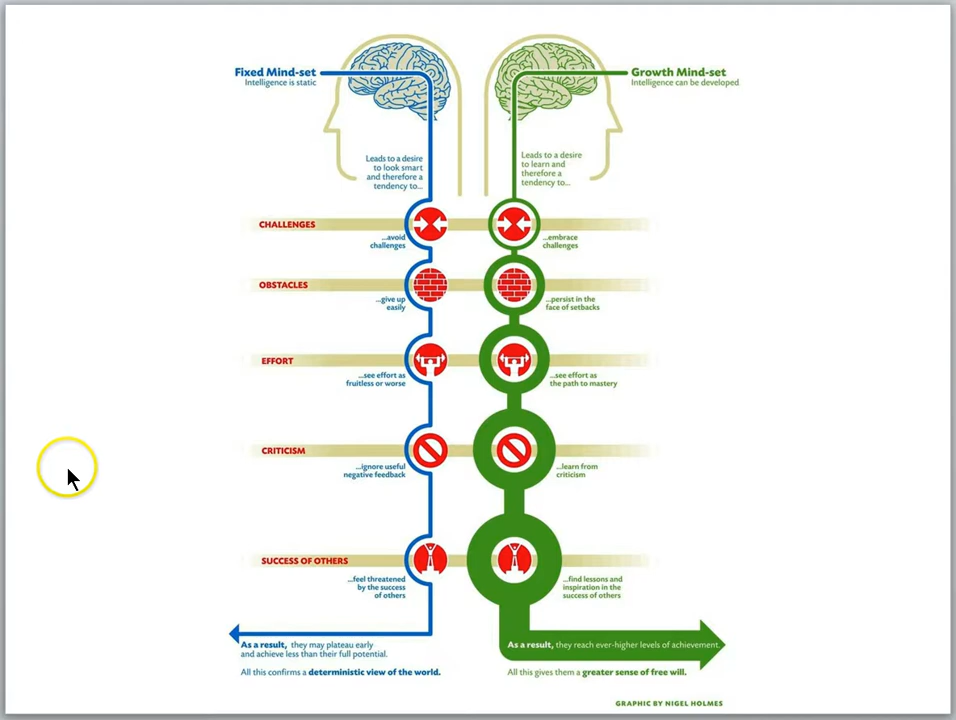 Fixed Mind-set
Intelligence is static
Growth Mind-set
Intelligence can be developed
Leads to a desire
to look smart
and therefore a
tendency to...
Leads to a desire
to learn and
therefore a
tendency to...
CHALLENGES
...avoid
challenges
...embrace
challenges
OBSTACLES
...give up
easily
...persist in the
face of setbacks
EFFORT
...see effort as
fruitless or worse
...see effort as
the path to mastery
CRITICISM
...ignore useful
negative feedback
...learn from
criticism
SUCCESS OF OTHERS
...feel threatened
by the success
of others
...find lessons and
inspiration in the
success of others
As a result, they may plateau early
and achieve less than their full potential.
All this confirms a deterministic view of the world.
As a result, they reach ever-higher levels of achievement.
All this gives them a greater sense of free will.
GRAPHIC BY NIGEL HOLMES